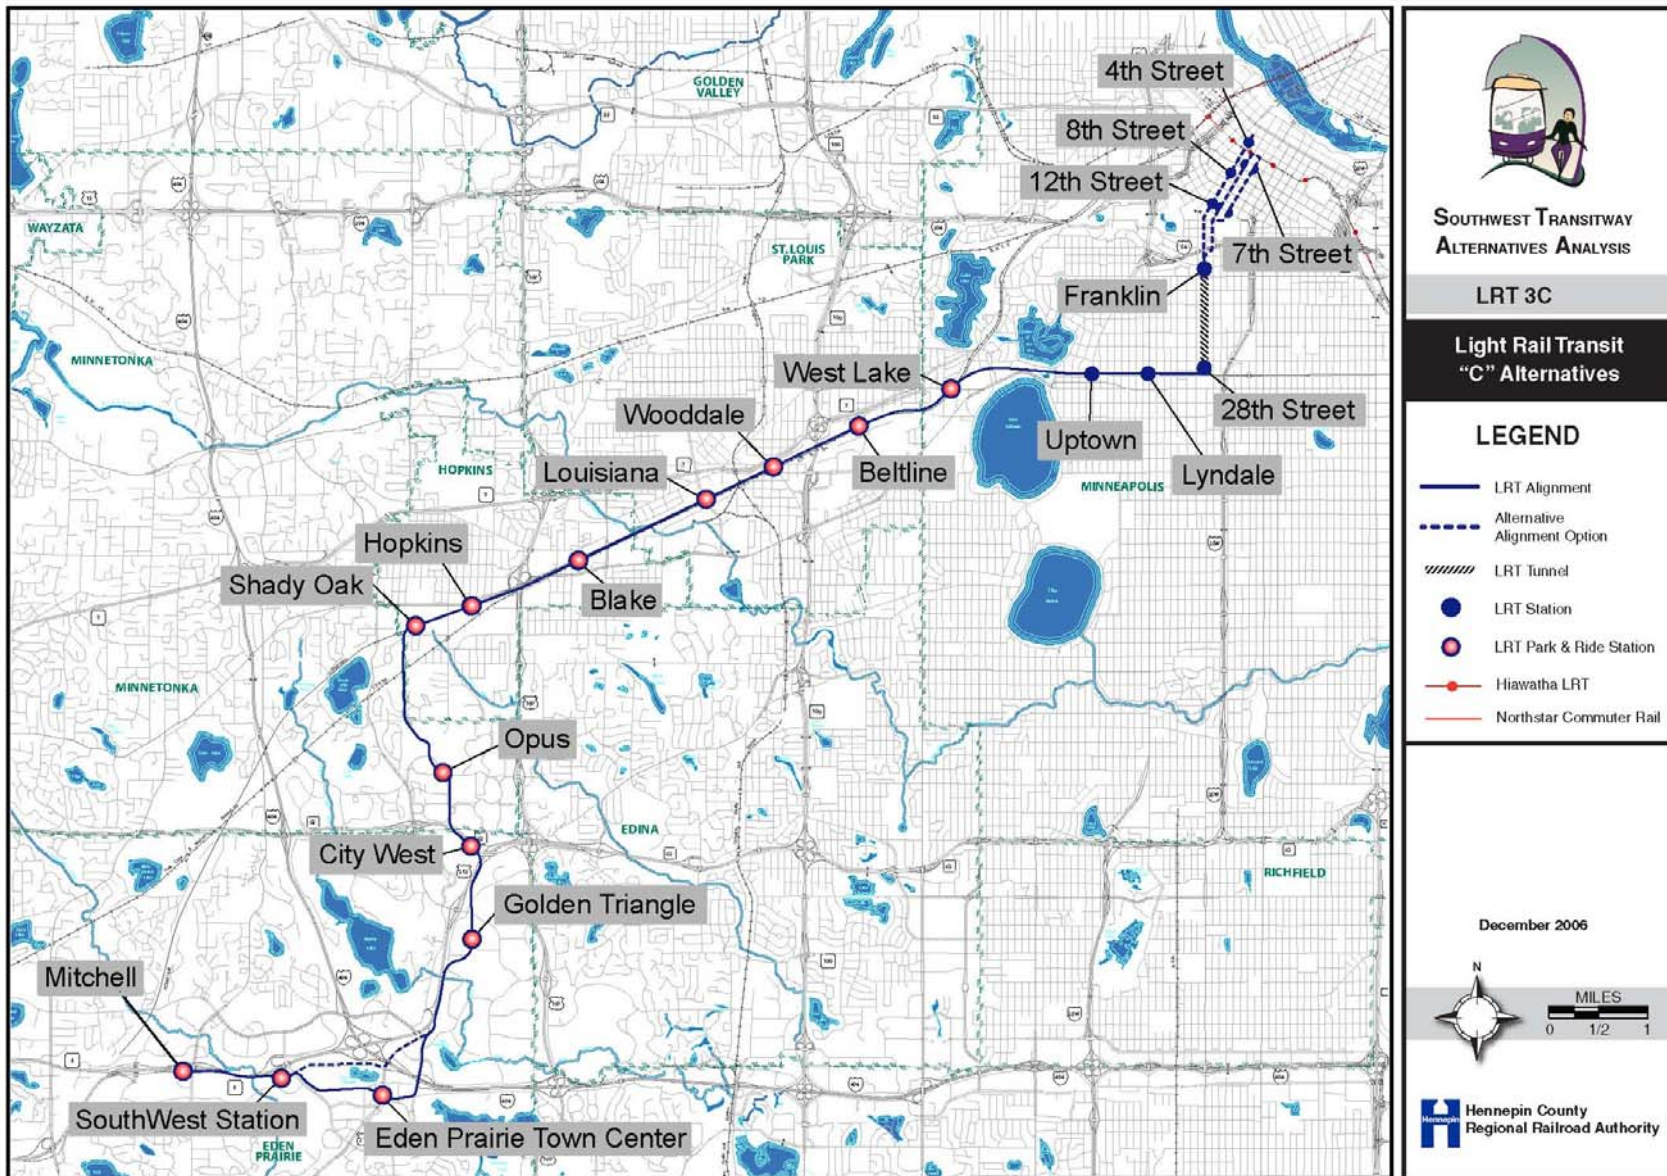 4th Street
8th Street
12th Street
7th Street
Franklin
West Lake
28th Street
Wooddale
Uptown
Lyndale
Beltline
Louisiana
Hopkins
Shady Oak
Blake
Opus
City West
Golden Triangle
Mitchell
SouthWest Station
Eden Prairie Town Center
GOLDEN
VALLEY
WAYZATA
ST. LOUIS
PARK
MINNETONKA
HOPKINS
MINNEAPOLIS
MINNETONKA
EDINA
RICHFIELD
EDEN
PRAIRIE
SOUTHWEST TRANSITWAY
ALTERNATIVES ANALYSIS
LRT 3C
Light Rail Transit
"C" Alternatives
LEGEND
LRT Alignment
Alternative
Alignment Option
LRT Tunnel
LRT Station
LRT Park & Ride Station
Hiawatha LRT
Northstar Commuter Rail
December 2006
N
MILES
0 1/2 1
Hennepin
Hennepin County
Regional Railroad Authority